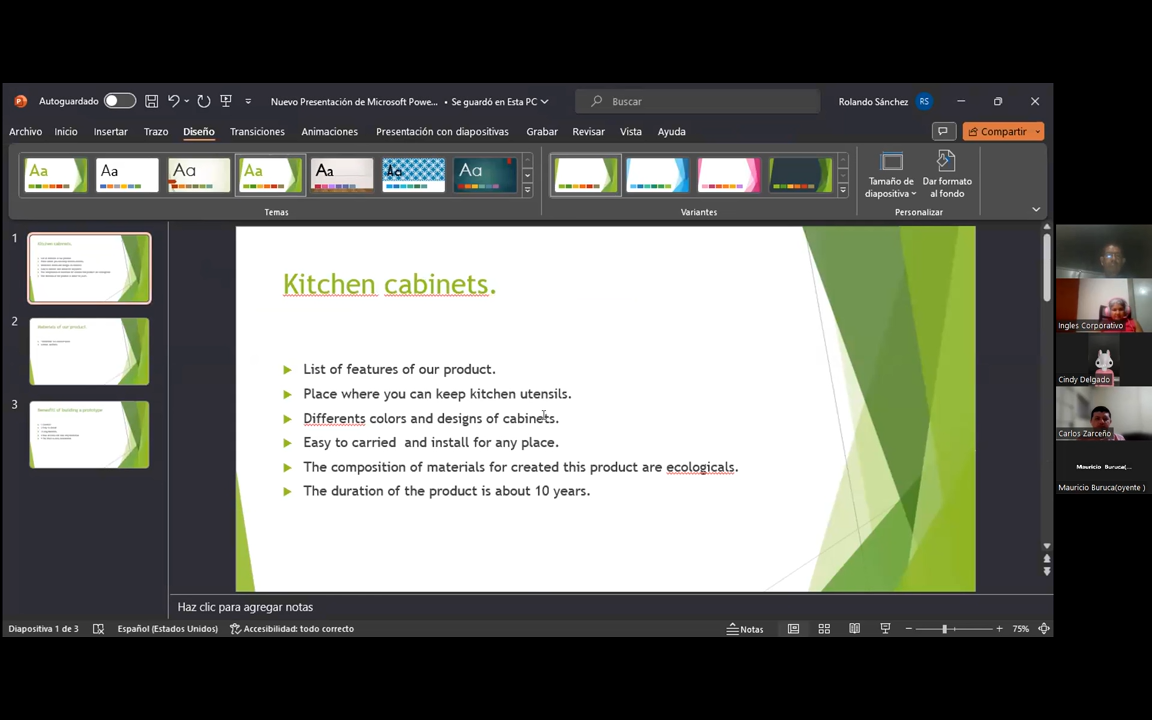 Autoguardado
Nuevo Presentación de Microsoft Powe... • Se guardó en Esta PC
Buscar
Rolando Sánchez
RS
Archivo Inicio Insertar Trazo Diseño Transiciones Animaciones Presentación con diapositivas Grabar Revisar Vista Ayuda
Compartir
Aa Aa Aa Aa Aa Aa Aa
Tamaño de diapositiva
Dar formato al fondo
Temas
Variantes
Personalizar
1
2
3
Kitchen cabinets.
List of features of our product.
Place where you can keep kitchen utensils.
Differents colors and designs of cabinets.
Easy to carried and install for any place.
The composition of materials for created this product are ecologicals.
The duration of the product is about 10 years.
Ingles Corporativo
Cindy Delgado
Carlos Zarceño
Mauricio Buruca(...
Mauricio Buruca(oyente )
Haz clic para agregar notas
Diapositiva 1 de 3
Español (Estados Unidos)
Accesibilidad: todo correcto
Notas
75%